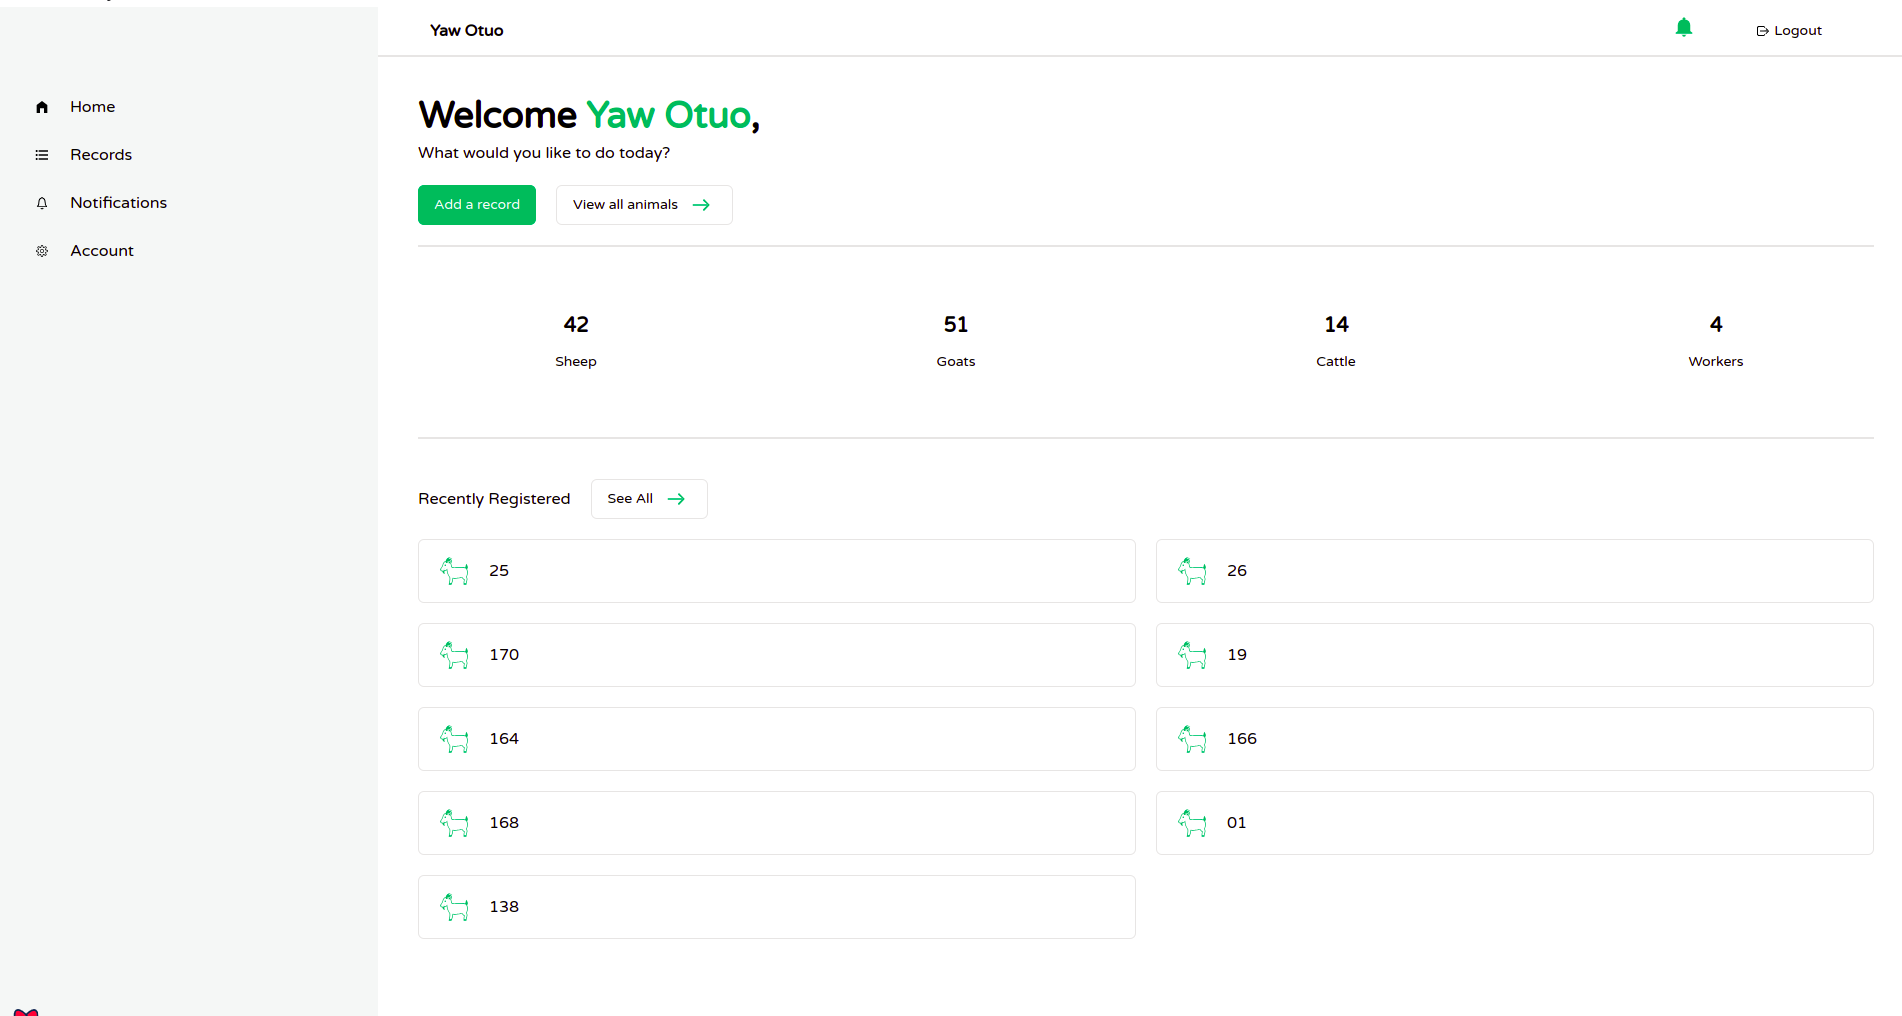 Yaw Otuo
Logout
Home
Records
Notifications
Account
Welcome Yaw Otuo,
What would you like to do today?
Add a record
View all animals
42
Sheep
51
Goats
14
Cattle
4
Workers
Recently Registered
See All
25
26
170
19
164
166
168
01
138